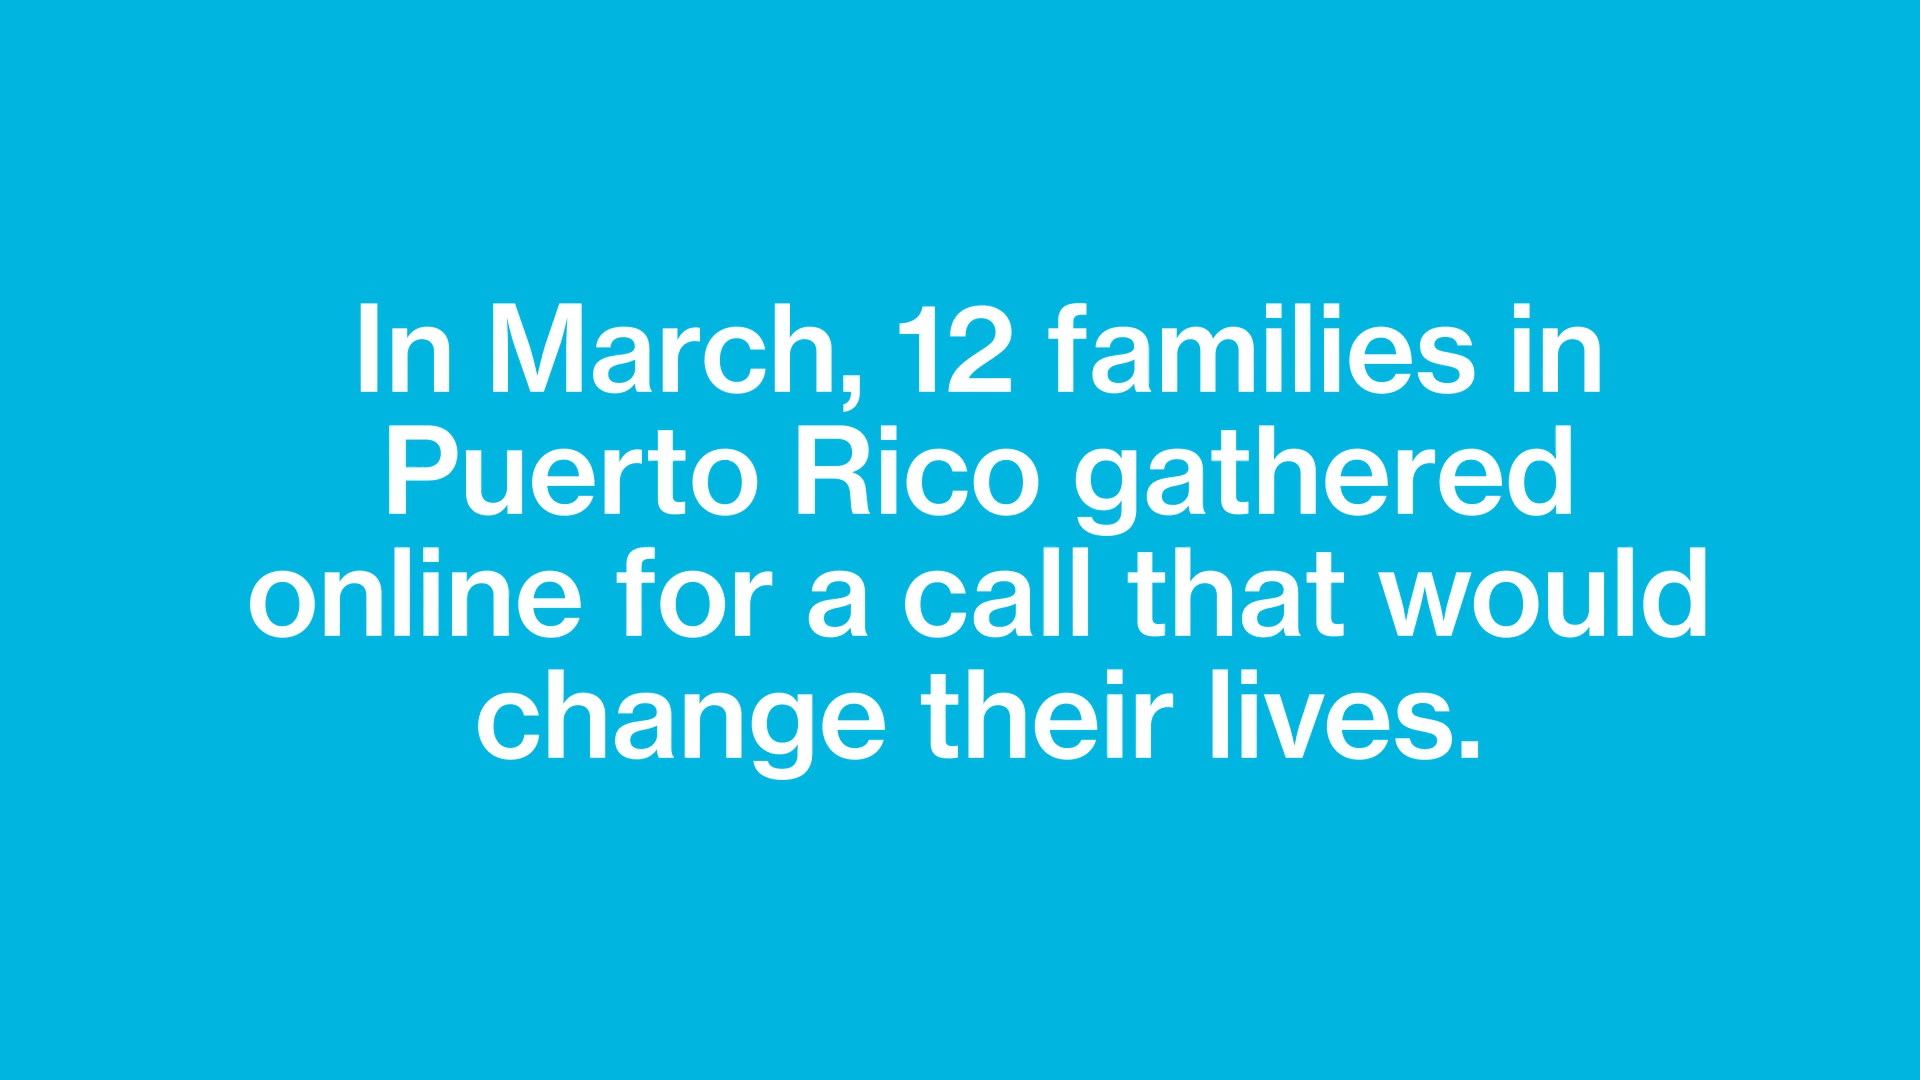 In March, 12 families in
Puerto Rico gathered
online for a call that would
change their lives.